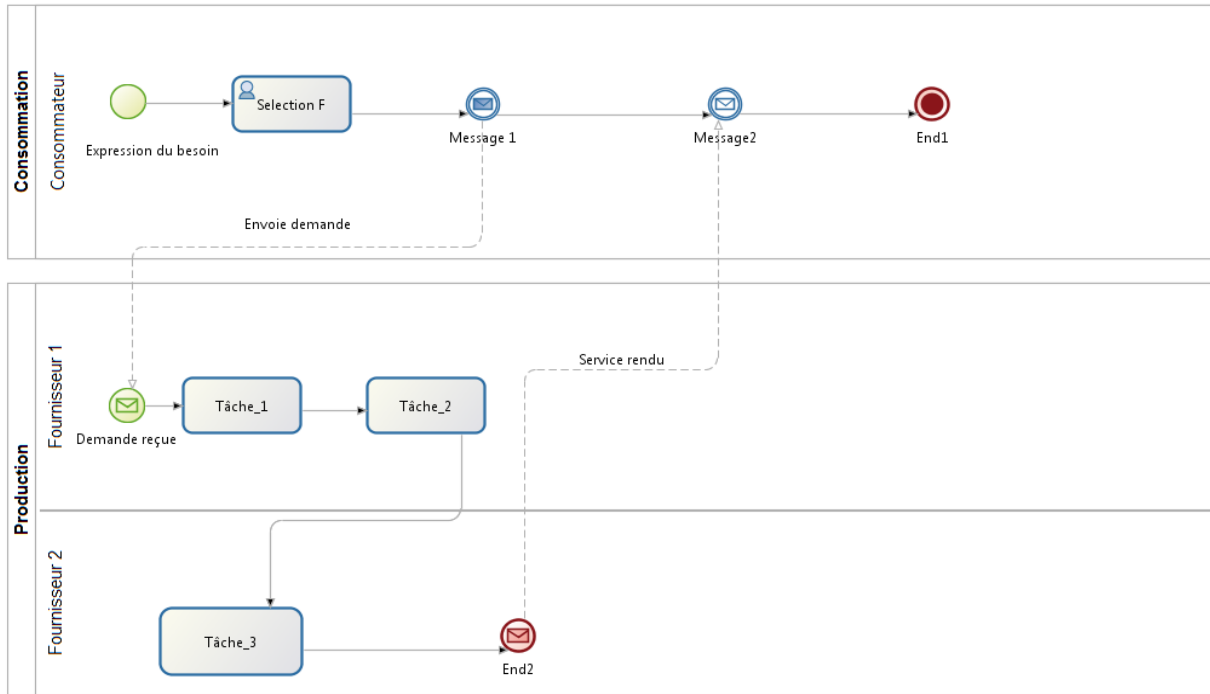 Consommation
Consommateur
Expression du besoin
Selection F
Message 1
Message2
End1
Envoie demande
Production
Fournisseur 1
Demande reçue
Tâche_1
Tâche_2
Service rendu
Fournisseur 2
Tâche_3
End2